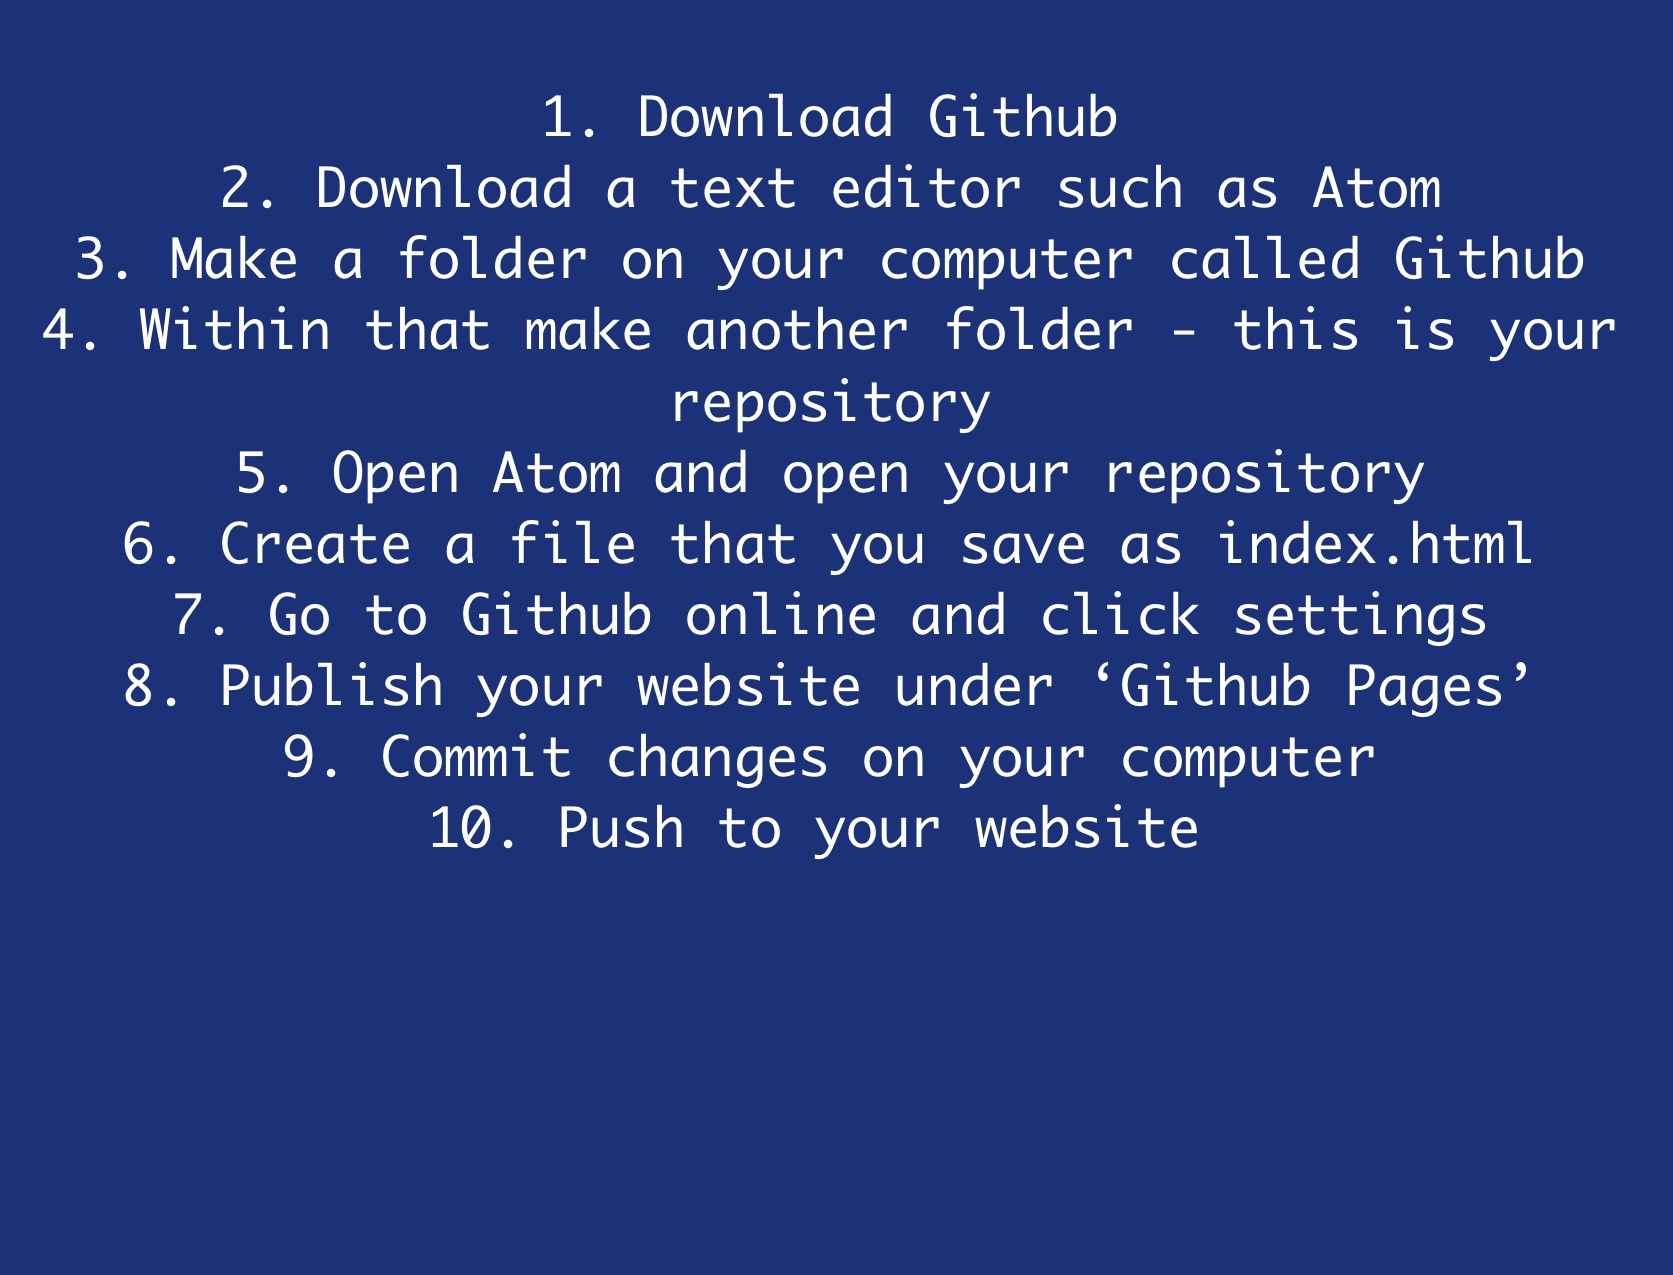 1. Download Github
2. Download a text editor such as Atom
3. Make a folder on your computer called Github
4. Within that make another folder - this is your
repository
5. Open Atom and open your repository
6. Create a file that you save as index.html
7. Go to Github online and click settings
8. Publish your website under ‘Github Pages’
9. Commit changes on your computer
10. Push to your website